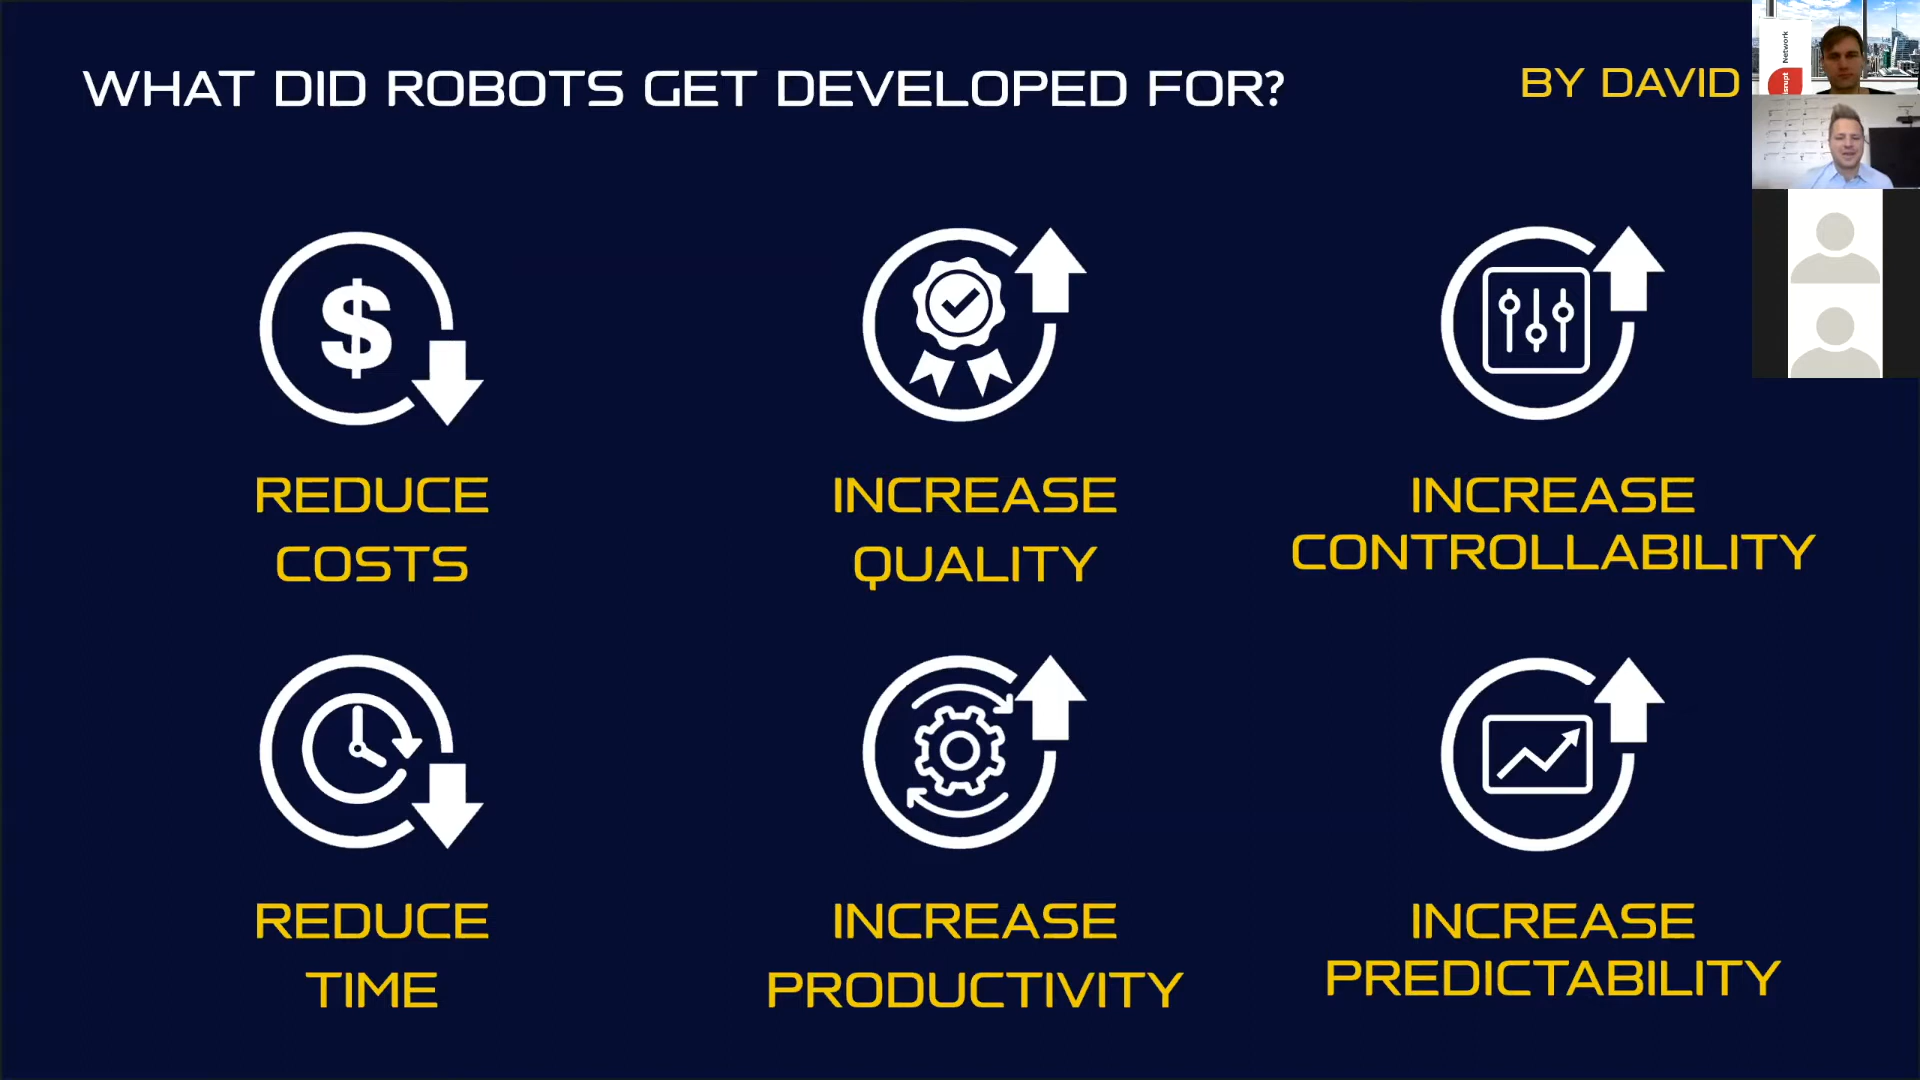 WHAT DID ROBOTS GET DEVELOPED FOR?
BY DAVID
Network
REDUCE
COSTS
INCREASE
QUALITY
INCREASE
CONTROLLABILITY
REDUCE
TIME
INCREASE
PRODUCTIVITY
INCREASE
PREDICTABILITY